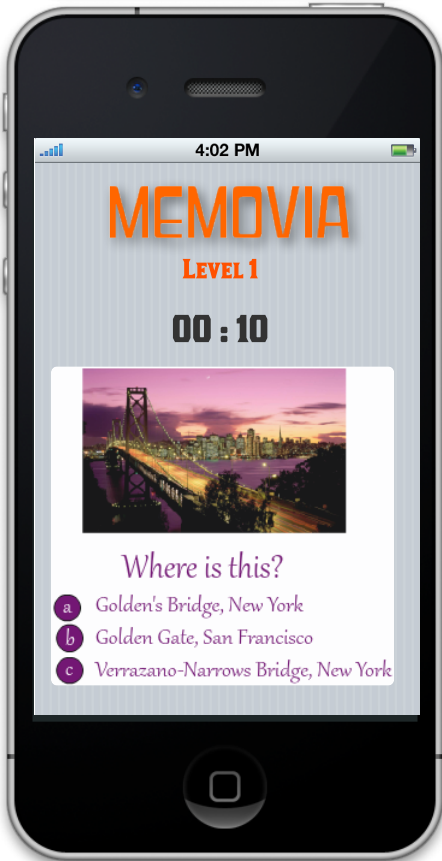 4:02 PM
MEMOVIA
LEVEL 1
00 : 10
Where is this?
a Golden's Bridge, New York
b Golden Gate, San Francisco
c Verrazano-Narrows Bridge, New York